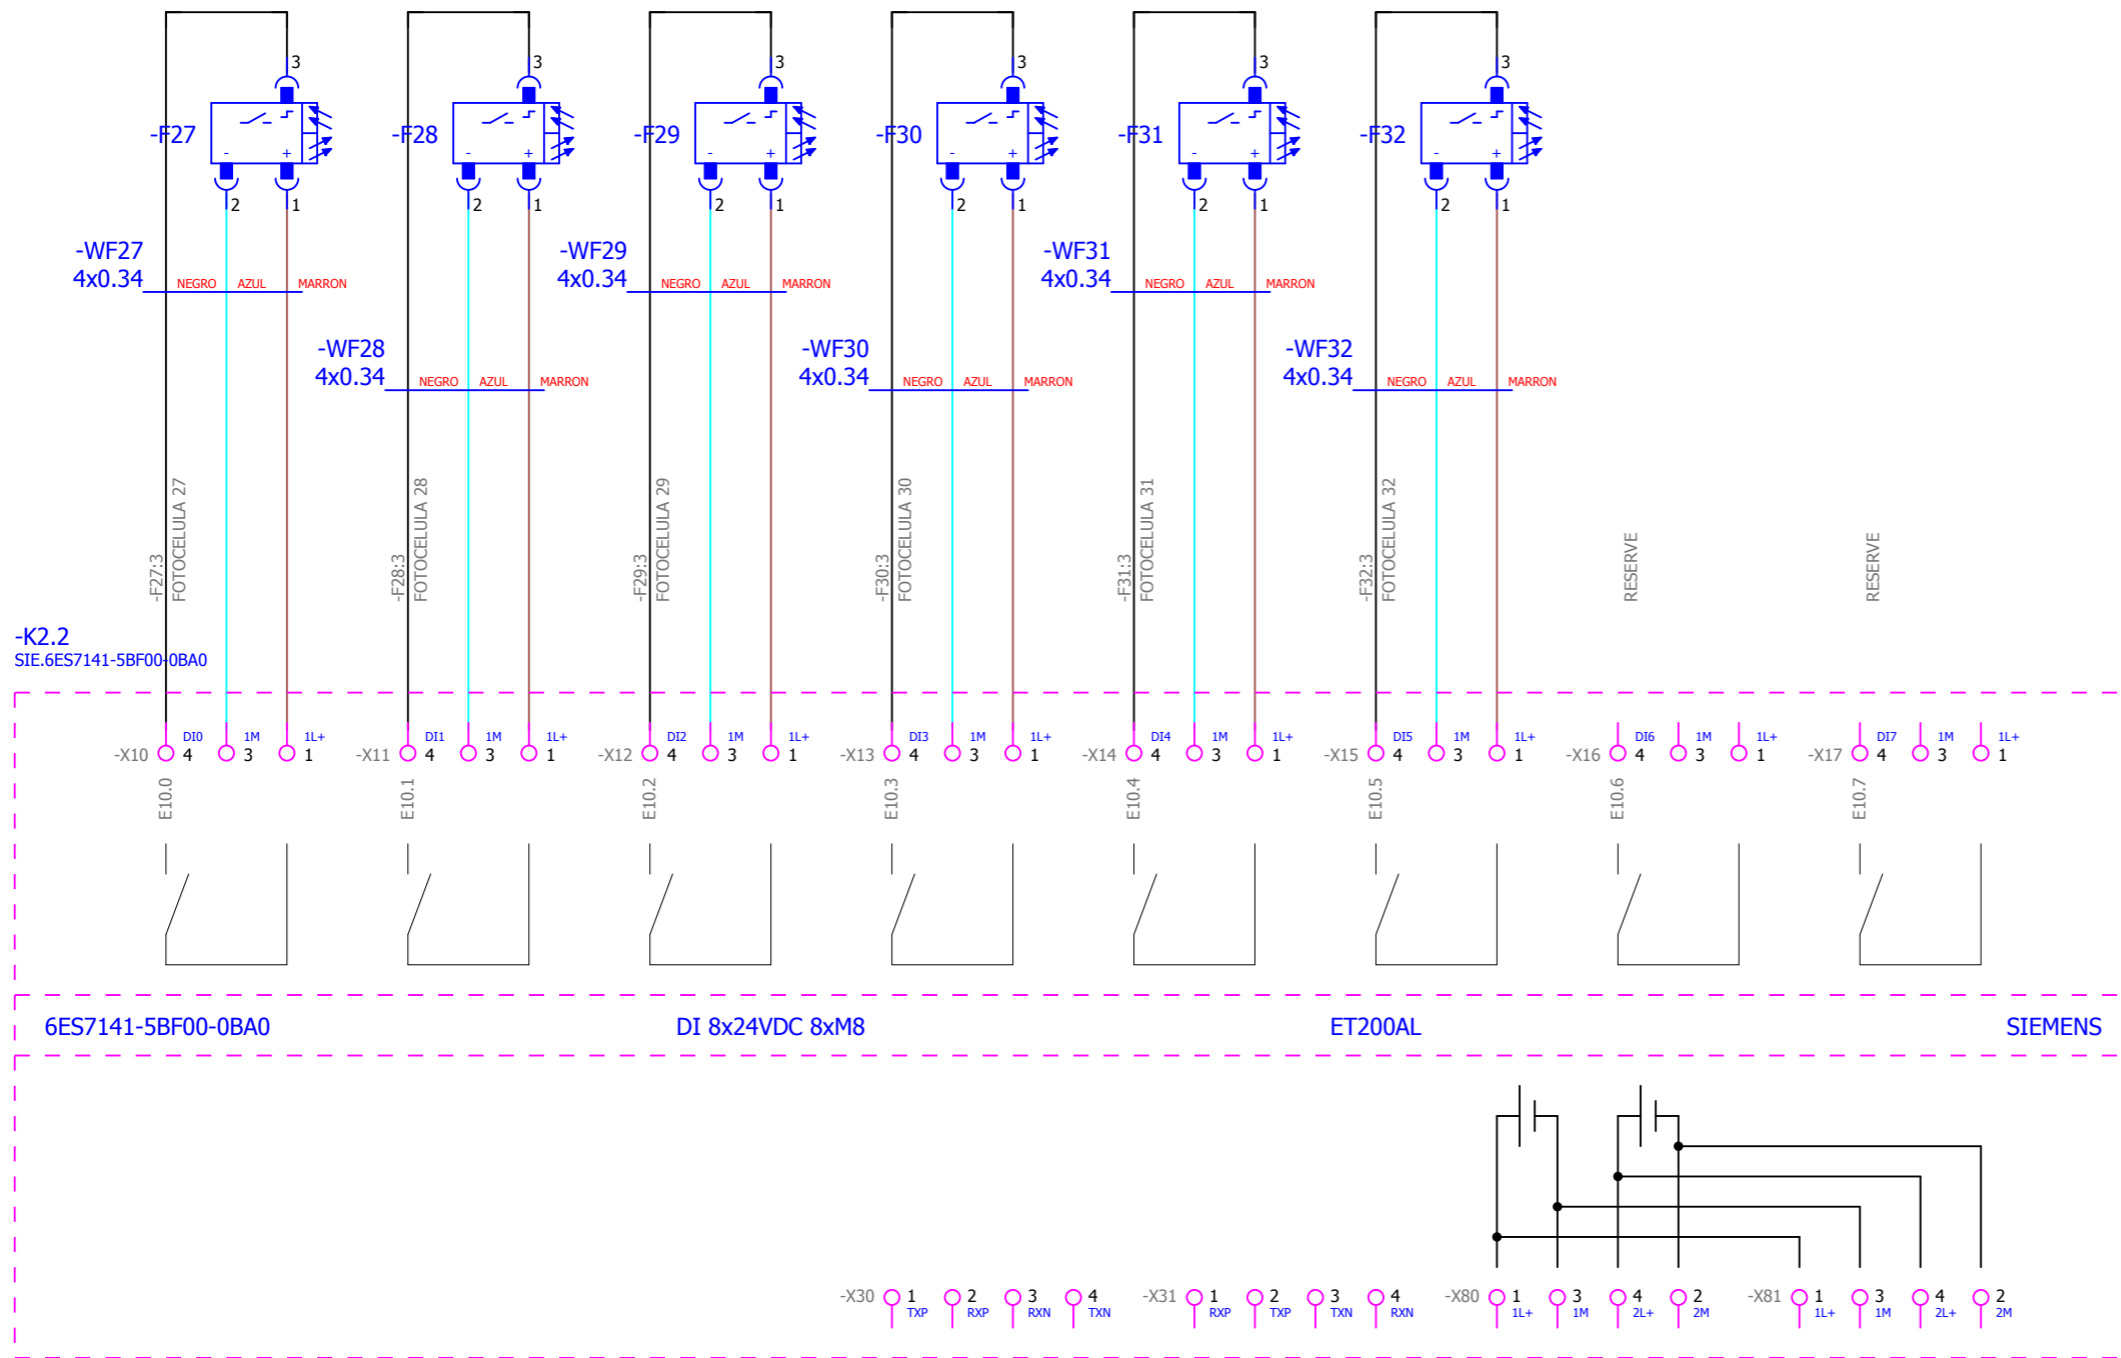 3 3 3 3 3 3
-F27 -F28 -F29 -F30 -F31 -F32
- + - + - + - + - + - +
2 1 2 1 2 1 2 1 2 1 2 1
-WF27 -WF29 -WF31
4x0.34 NEGRO AZUL MARRON 4x0.34 NEGRO AZUL MARRON 4x0.34 NEGRO AZUL MARRON
-WF28 -WF30 -WF32
4x0.34 NEGRO AZUL MARRON 4x0.34 NEGRO AZUL MARRON 4x0.34 NEGRO AZUL MARRON
-F27:3
FOTOCELULA 27
-F28:3
FOTOCELULA 28
-F29:3
FOTOCELULA 29
-F30:3
FOTOCELULA 30
-F31:3
FOTOCELULA 31
-F32:3
FOTOCELULA 32
RESERVE
RESERVE
-K2.2
SIE.6ES7141-5BF00-0BA0
DI0 1M 1L+ DI1 1M 1L+ DI2 1M 1L+ DI3 1M 1L+ DI4 1M 1L+ DI5 1M 1L+ DI6 1M 1L+ DI7 1M 1L+
-X10 4 3 1 -X11 4 3 1 -X12 4 3 1 -X13 4 3 1 -X14 4 3 1 -X15 4 3 1 -X16 4 3 1 -X17 4 3 1
E10.0 E10.1 E10.2 E10.3 E10.4 E10.5 E10.6 E10.7
6ES7141-5BF00-0BA0 DI 8x24VDC 8xM8 ET200AL SIEMENS
-X30 1 2 3 4 -X31 1 2 3 4 -X80 1 3 4 2 -X81 1 3 4 2
TXP RXP RXN TXN RXP TXP TXN RXN 1L+ 1M 2L+ 2M 1L+ 1M 2L+ 2M